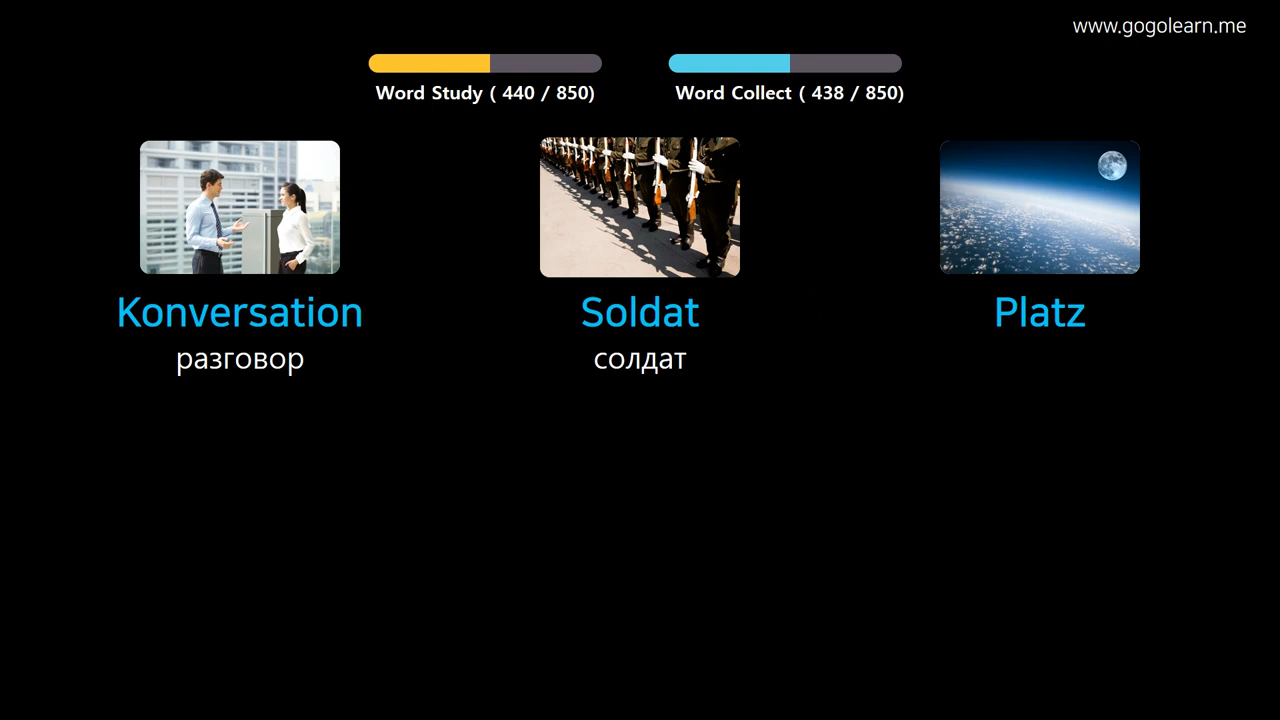 www.gogolearn.me
Word Study ( 440 / 850)
Word Collect ( 438 / 850)
Konversation
Soldat
Platz
разговор
солдат